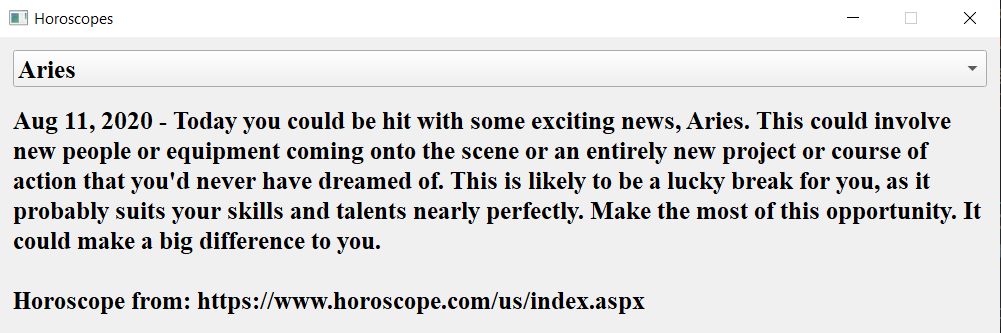 Horoscopes
Aries
Aug 11, 2020 - Today you could be hit with some exciting news, Aries. This could involve
new people or equipment coming onto the scene or an entirely new project or course of
action that you'd never have dreamed of. This is likely to be a lucky break for you, as it
probably suits your skills and talents nearly perfectly. Make the most of this opportunity. It
could make a big difference to you.
Horoscope from: https://www.horoscope.com/us/index.aspx